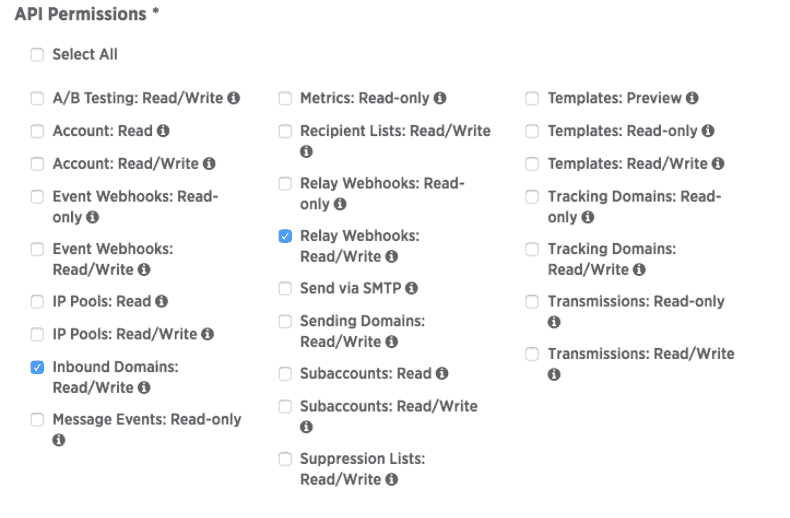 API Permissions *
Select All
A/B Testing: Read/Write
Account: Read
Account: Read/Write
Event Webhooks: Read-
only
Event Webhooks:
Read/Write
IP Pools: Read
IP Pools: Read/Write
Inbound Domains:
Read/Write
Message Events: Read-only
Metrics: Read-only
Recipient Lists: Read/Write
Relay Webhooks: Read-
only
Relay Webhooks:
Read/Write
Send via SMTP
Sending Domains:
Read/Write
Subaccounts: Read
Subaccounts: Read/Write
Suppression Lists:
Read/Write
Templates: Preview
Templates: Read-only
Templates: Read/Write
Tracking Domains: Read-
only
Tracking Domains:
Read/Write
Transmissions: Read-only
Transmissions: Read/Write